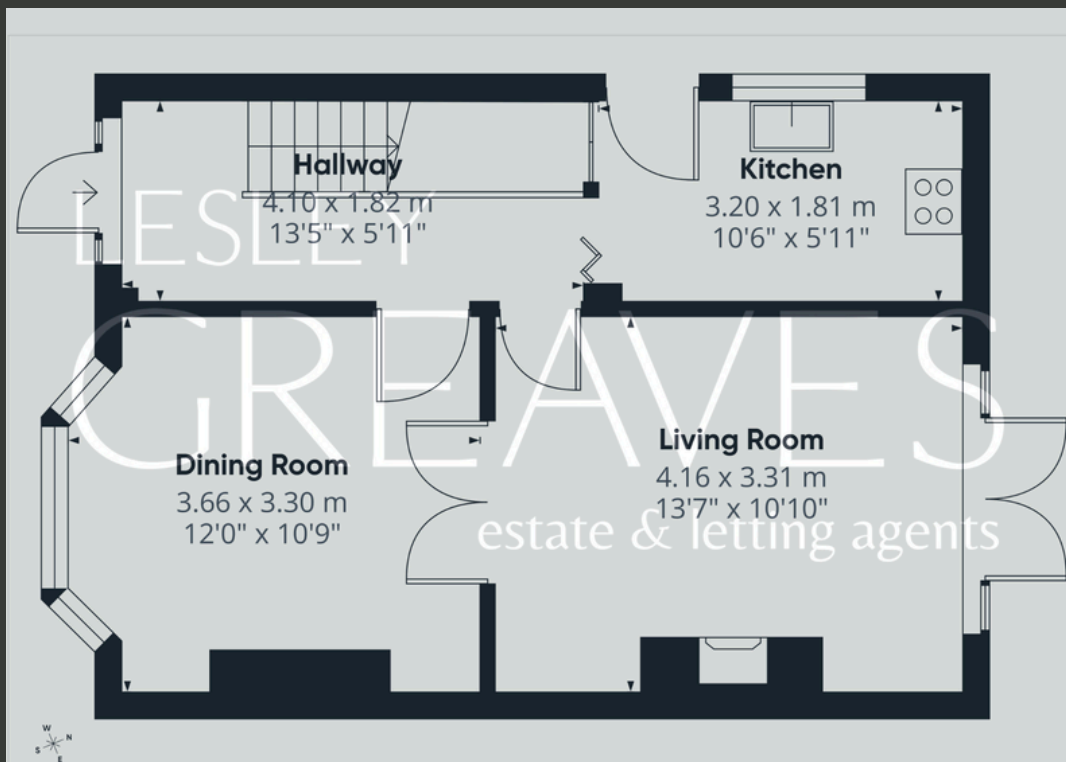 Hallway
4.10 x 1.82 m
13'5" x 5'11"
Kitchen
3.20 x 1.81 m
10'6" x 5'11"
LESLEY
GREAVES
estate & letting agents
Dining Room
3.66 x 3.30 m
12'0" x 10'9"
Living Room
4.16 x 3.31 m
13'7" x 10'10"
W
N
S
E